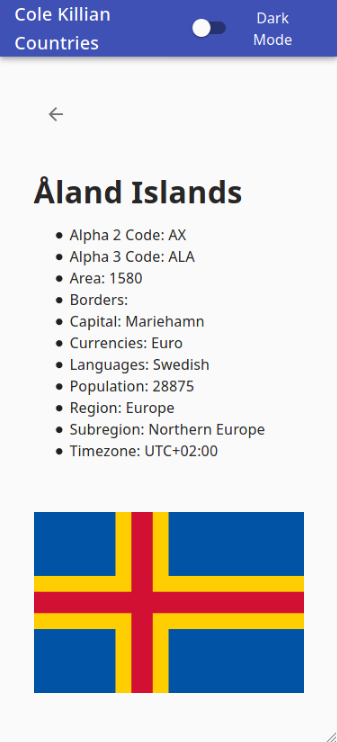 Cole Killian
Countries
Dark
Mode
Åland Islands
Alpha 2 Code: AX
Alpha 3 Code: ALA
Area: 1580
Borders:
Capital: Mariehamn
Currencies: Euro
Languages: Swedish
Population: 28875
Region: Europe
Subregion: Northern Europe
Timezone: UTC+02:00